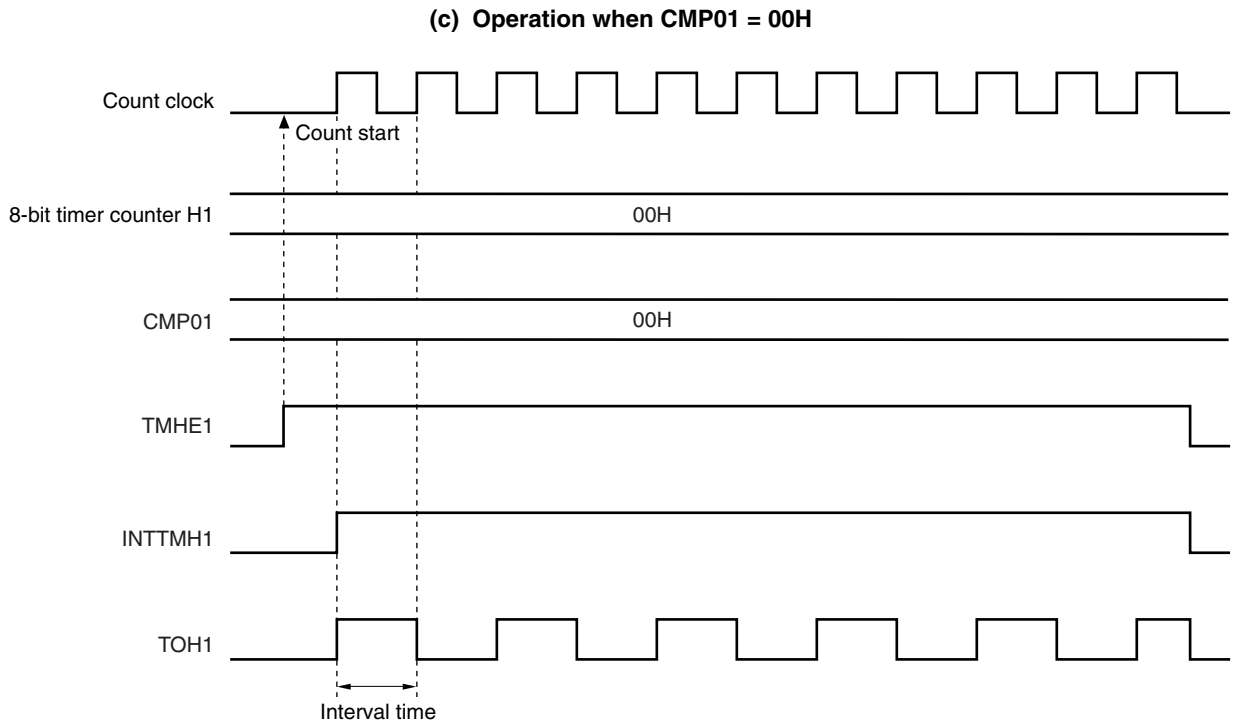 (c) Operation when CMP01 = 00H
Count clock
Count start
8-bit timer counter H1
00H
CMP01
00H
TMHE1
INTTMH1
TOH1
Interval time